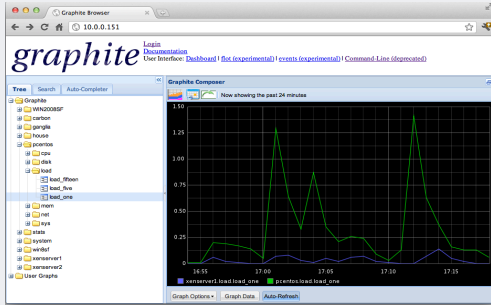 Graphite Browser
10.0.0.151
graphite
Login
Documentation
User Interface: Dashboard | flot (experimental) | events (experimental) | Command-Line (deprecated)
Tree Search Auto-Completer
Graphite
WIN2008SF
carbon
ganglia
house
pcentos
cpu
disk
load
load_fifteen
load_five
load_one
mem
net
sys
stats
system
win8sf
xenserver1
xenserver2
User Graphs
Graphite Composer
Now showing the past 24 minutes
1.50
1.25
1.00
0.75
0.50
0.25
0
16:55 17:00 17:05 17:10 17:15
xenserver1.load.load_one pcentos.load.load_one
Graph Options Graph Data Auto-Refresh